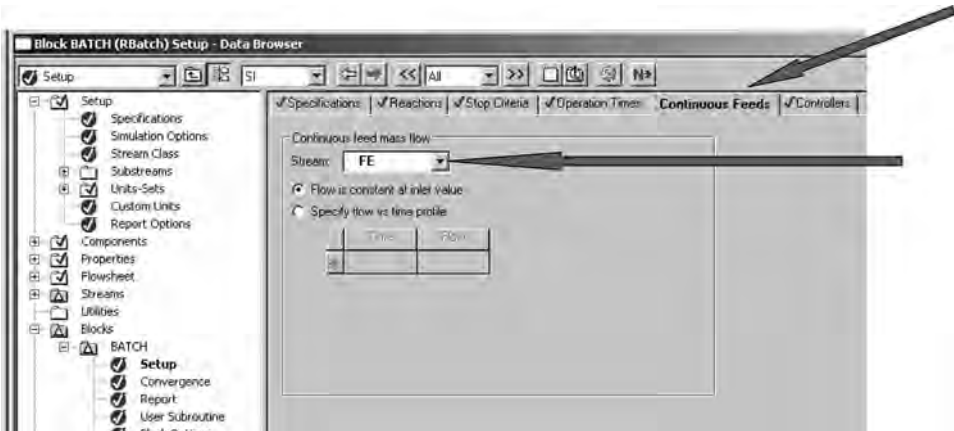 Block BATCH (RBatch) Setup - Data Browser
Setup SI All N
Specifications Reactions Stop Criteria Operation Times Continuous Feeds Controllers
Setup
Specifications
Simulation Options
Stream Class
Substreams
Units-Sets
Custom Units
Report Options
Components
Properties
Flowsheet
Streams
Utilities
Blocks
BATCH
Setup
Convergence
Report
User Subroutine
Continuous feed mass flow
Stream: FE
Flow is constant at inlet value
Specify flow vs time profile
Time Flow